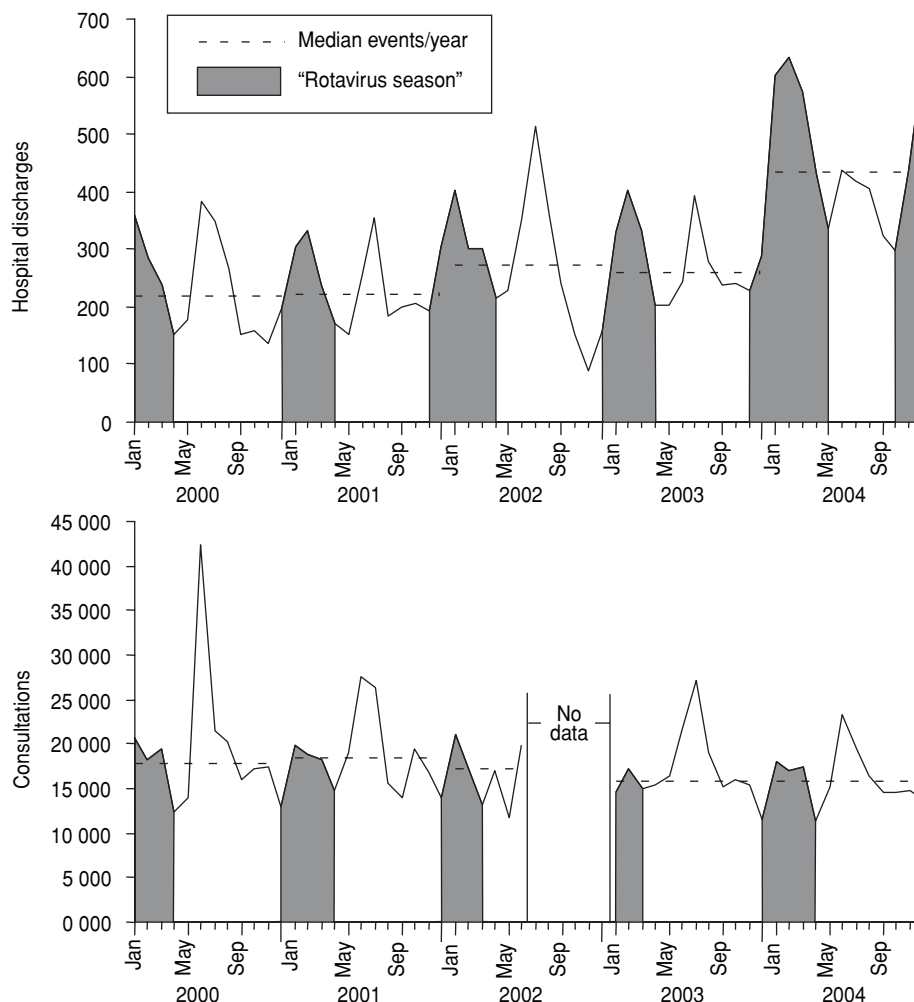 700
600
500
400
300
200
100
0
Hospital discharges
Median events/year
“Rotavirus season”
Jan May Sep Jan May Sep Jan May Sep Jan May Sep Jan May Sep
2000 2001 2002 2003 2004
45 000
40 000
35 000
30 000
25 000
20 000
15 000
10 000
5 000
0 000
Consultations
No
data
Jan May Sep Jan May Sep Jan May Sep Jan May Sep Jan May Sep
2000 2001 2002 2003 2004